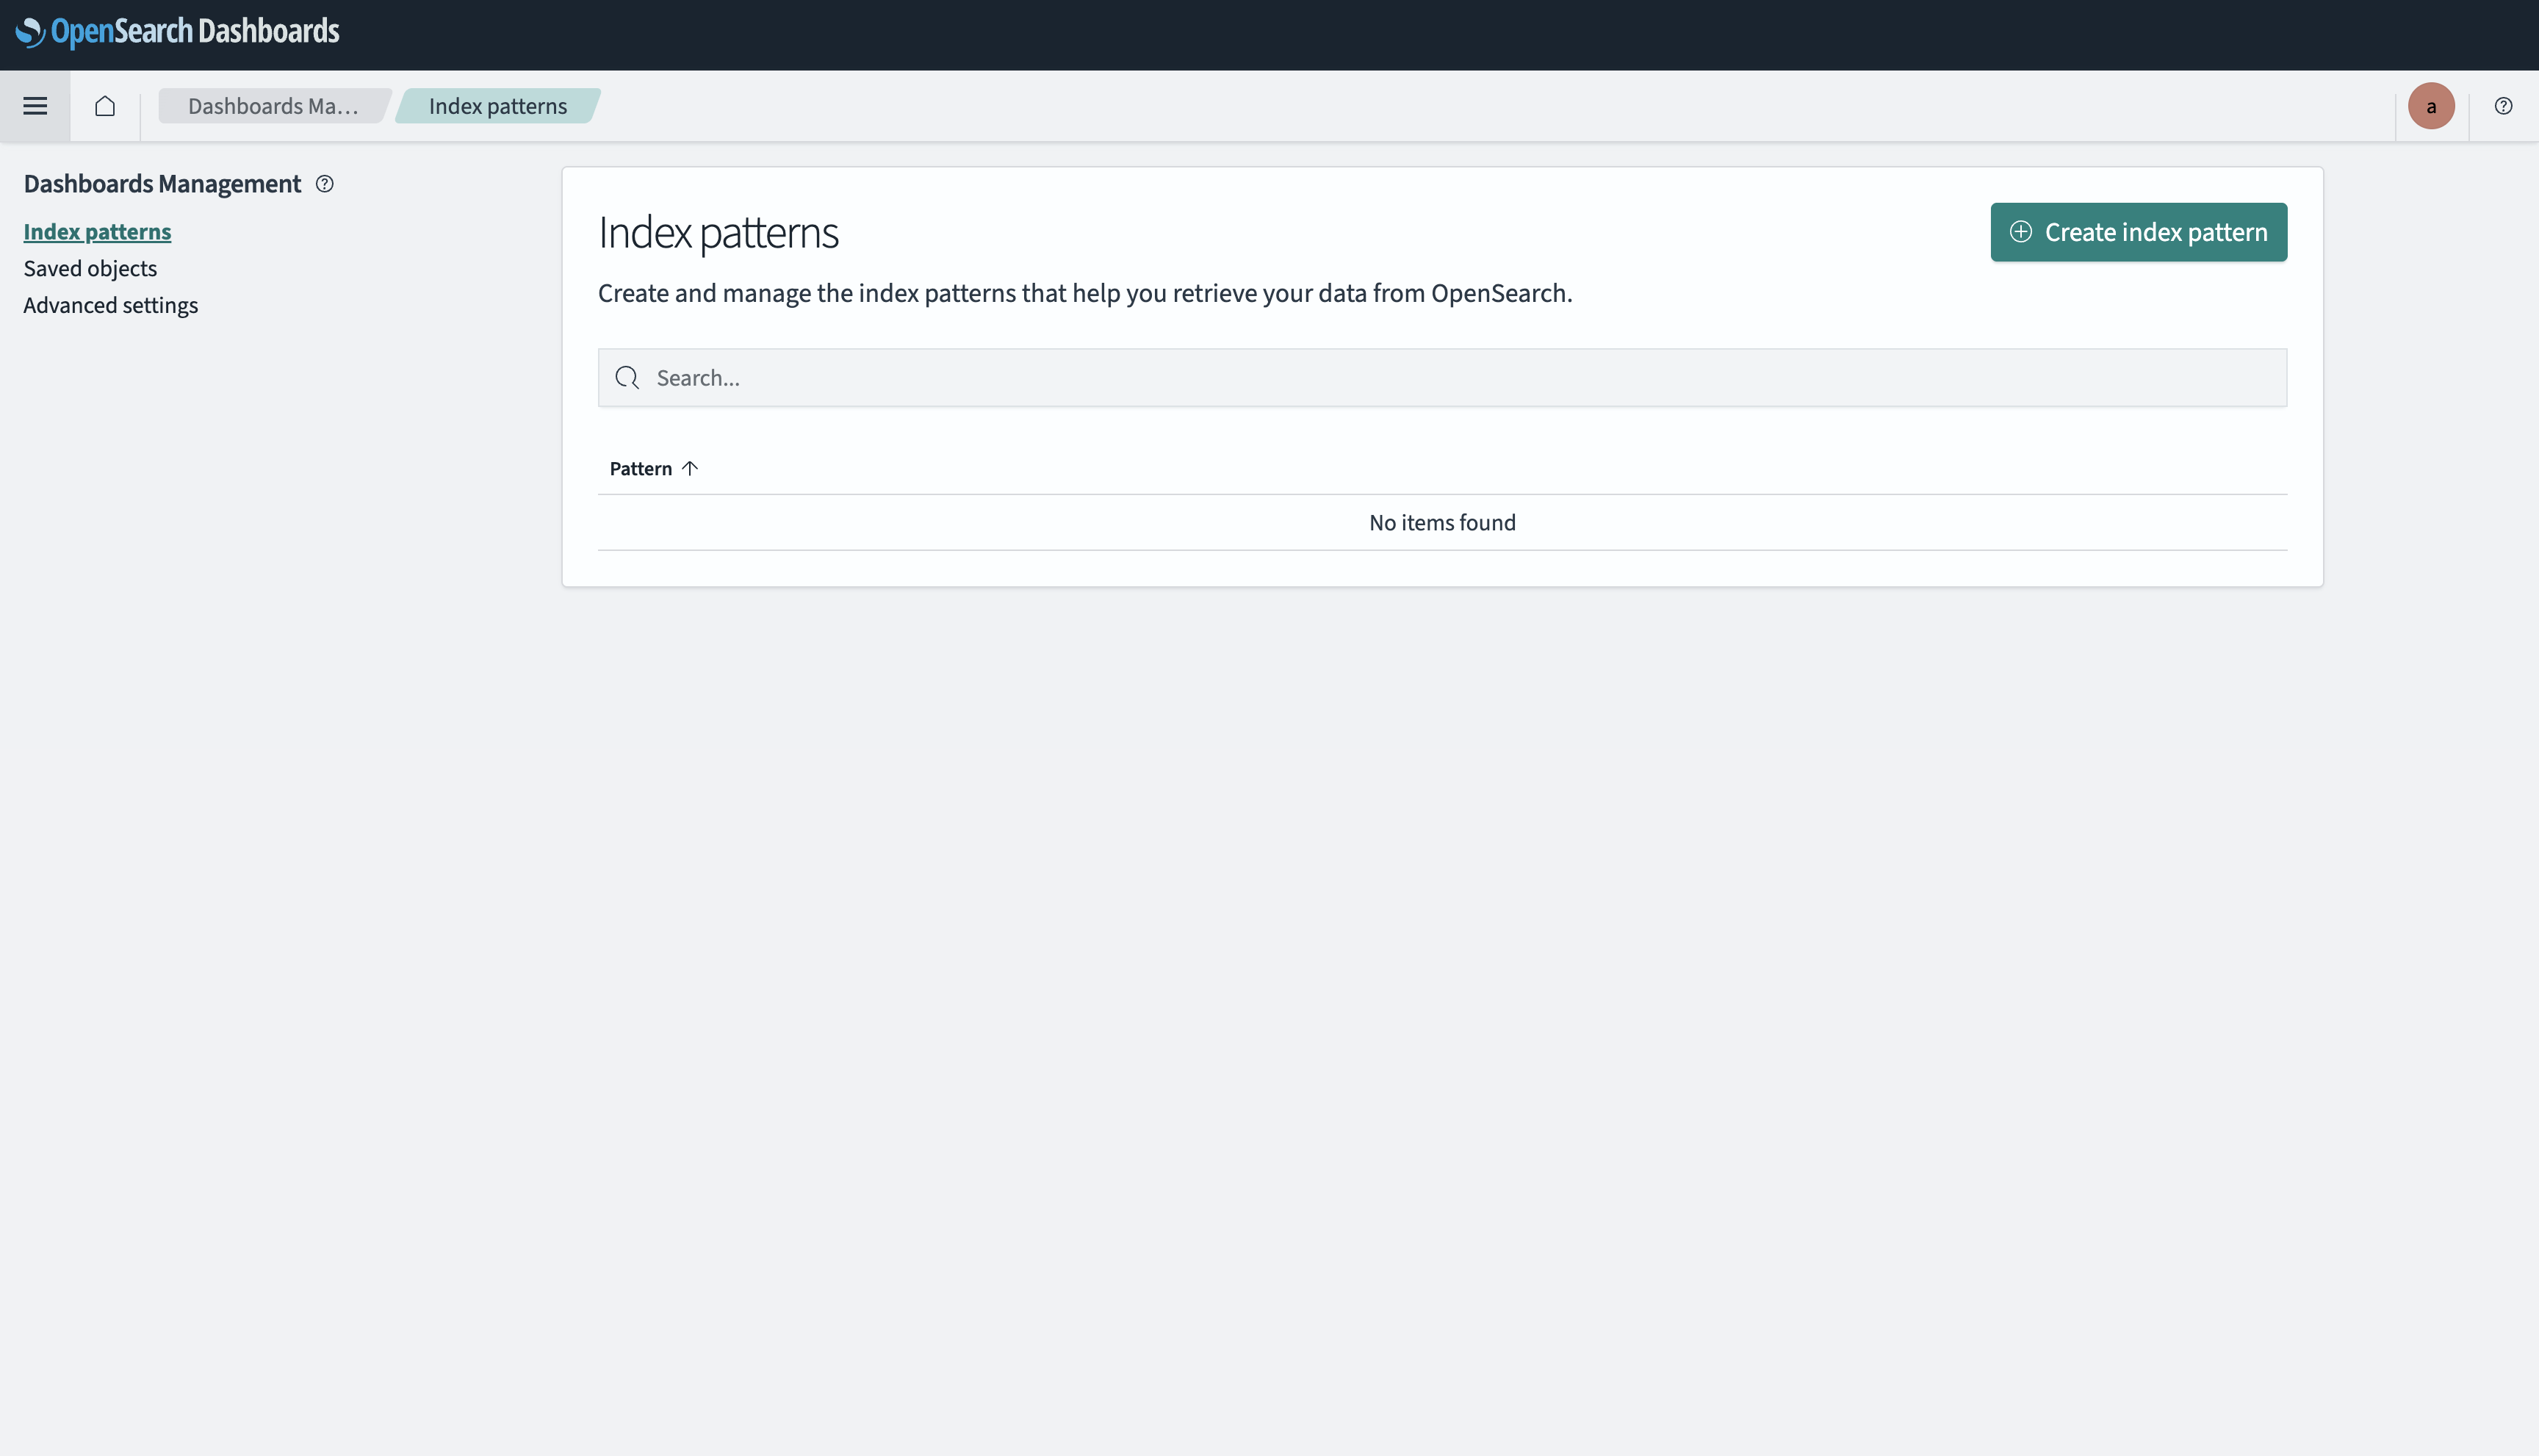 OpenSearch Dashboards
Dashboards Ma…
Index patterns
a
Dashboards Management
Index patterns
Saved objects
Advanced settings
Index patterns
Create index pattern
Create and manage the index patterns that help you retrieve your data from OpenSearch.
Search...
Pattern
No items found